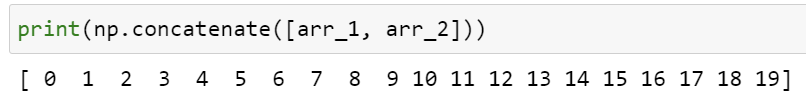 print(np.concatenate([arr_1, arr_2]))
[ 0  1  2  3  4  5  6  7  8  9 10 11 12 13 14 15 16 17 18 19]